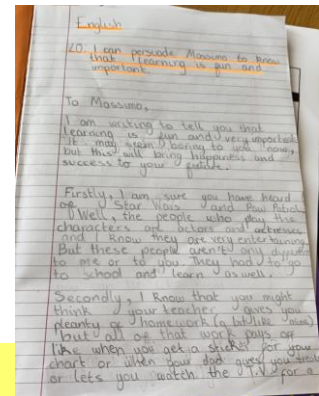 English
LO: I can persuade Massimo to know
that learning is fun and
important.
To Massimo,
I am writing to tell you that
learning is fun and very important.
It may seem boring to you now,
but this will bring happiness and
success to your future.
Firstly, I am sure you have heard
of Star Wars and Paw Patrol.
Well, the people who play the
characters are actors and actresses
and I know they are very entertaining.
But these people aren't any different
to me or to you. They had to go
to school and learn as well.
Secondly, I know that you might
think your teacher gives you
pleanty of homework (a lot like mine)
but all of that work pays off
like when you get a sticker for your
chart or when your dad gives you
or lets you watch the T.V for a